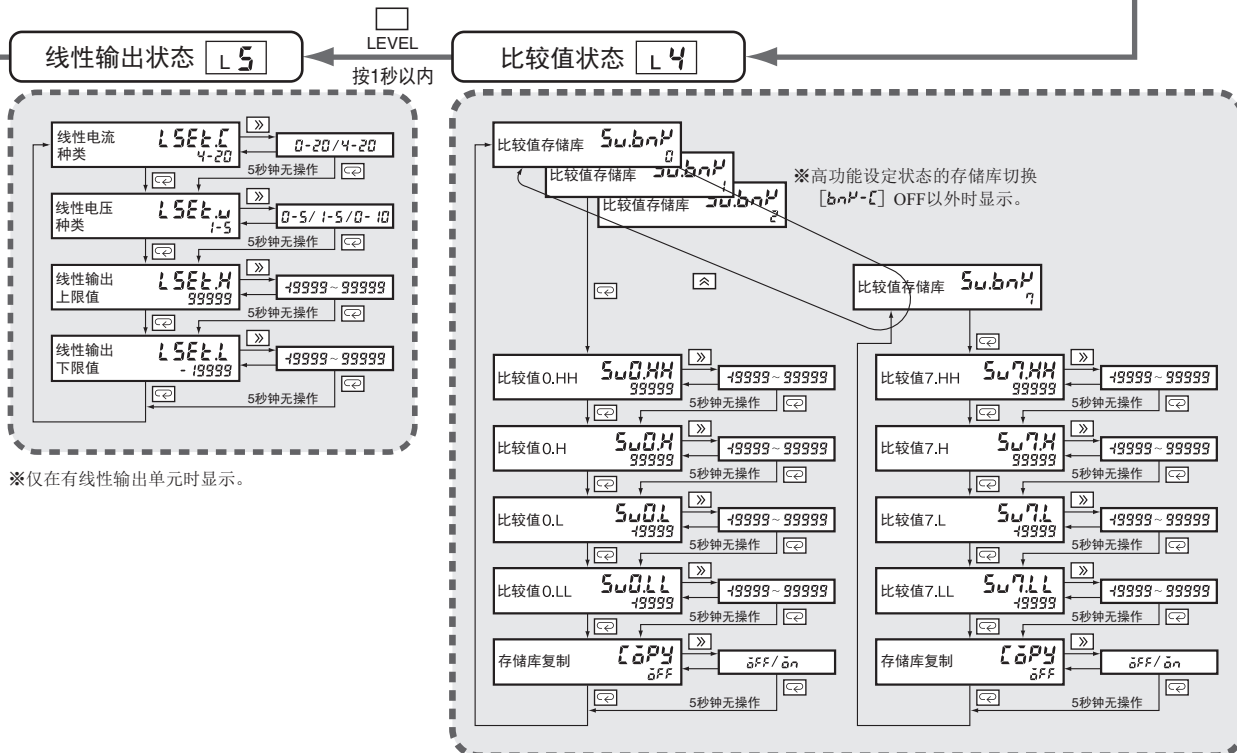 线性输出状态 L 5
LEVEL
按1秒以内
比较值状态 L 4
线性电流
种类
LSEt.C
4-20
0-20/4-20
5秒钟无操作
线性电压
种类
LSEt.u
1-5
0-5/1-5/0-10
5秒钟无操作
线性输出
上限值
LSEt.H
99999
-19999~99999
5秒钟无操作
线性输出
下限值
LSEt.L
-19999
-19999~99999
5秒钟无操作
※仅在有线性输出单元时显示。
比较值存储库 Su.bnK
0
比较值存储库 Su.bnK
1
比较值存储库 Su.bnK
2
※高功能设定状态的存储库切换
[bnK-C] OFF以外时显示。
比较值存储库 Su.bnK
7
比较值0.HH Su0.HH
99999
-19999~99999
5秒钟无操作
比较值0.H Su0.H
99999
-19999~99999
5秒钟无操作
比较值0.L Su0.L
-19999
-19999~99999
5秒钟无操作
比较值0.LL Su0.LL
-19999
-19999~99999
5秒钟无操作
存储库复制 CoPY
oFF
oFF/on
5秒钟无操作
比较值7.HH Su7.HH
99999
-19999~99999
5秒钟无操作
比较值7.H Su7.H
99999
-19999~99999
5秒钟无操作
比较值7.L Su7.L
-19999
-19999~99999
5秒钟无操作
比较值7.LL Su7.LL
-19999
-19999~99999
5秒钟无操作
存储库复制 CoPY
oFF
oFF/on
5秒钟无操作